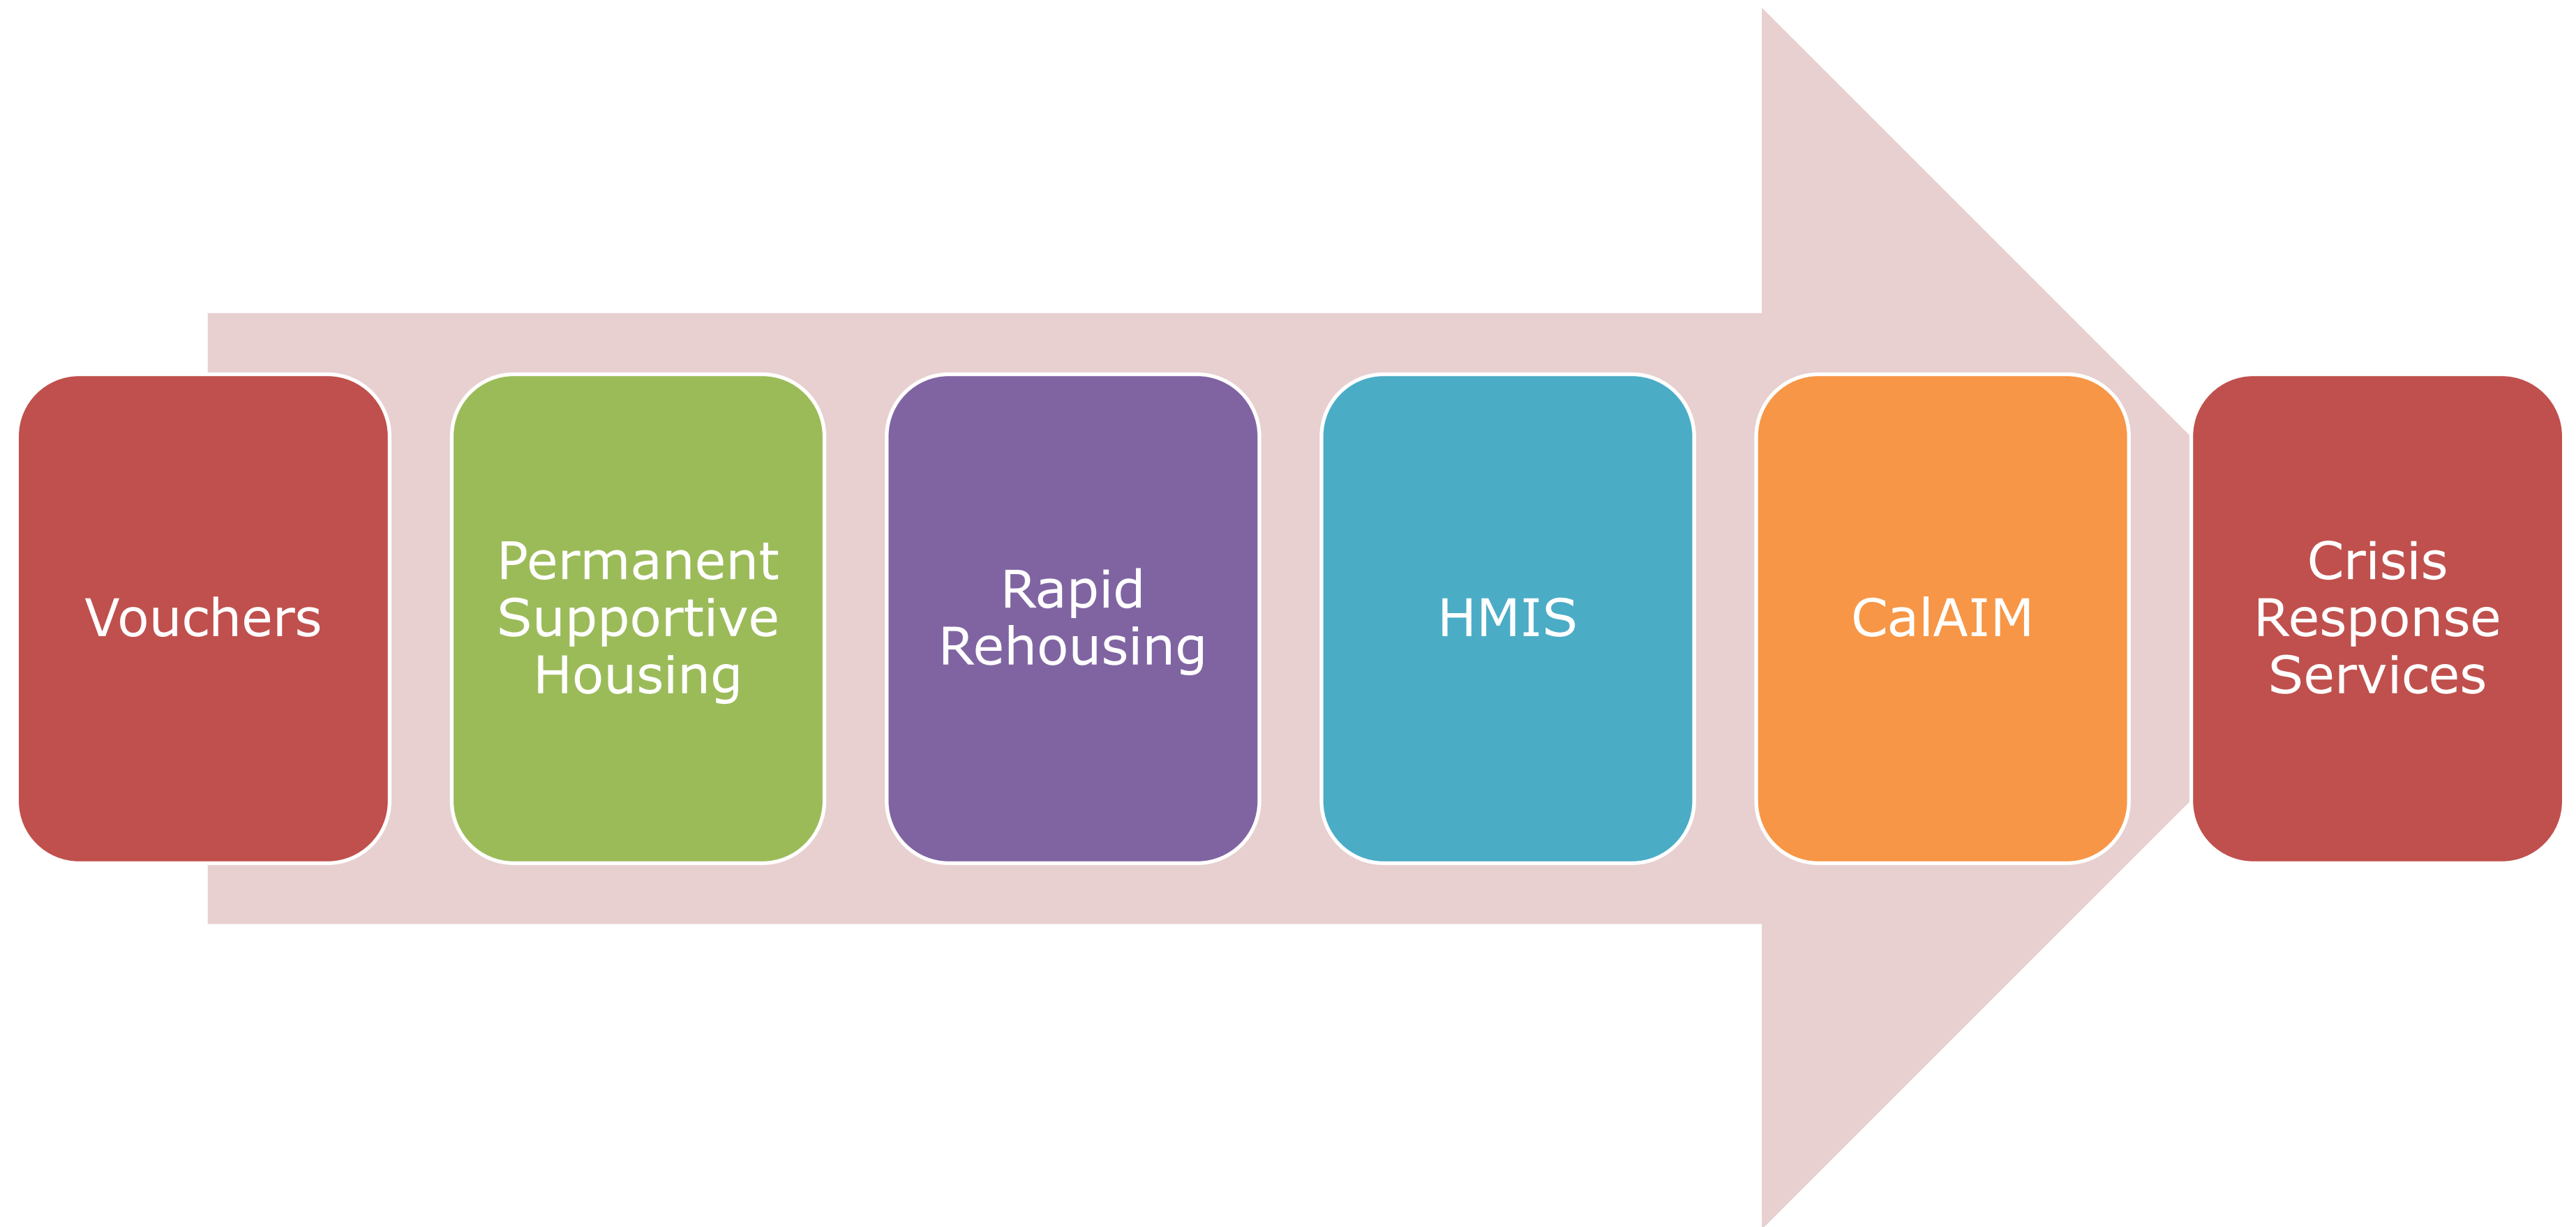 Vouchers
Permanent
Supportive
Housing
Rapid
Rehousing
HMIS
CalAIM
Crisis
Response
Services